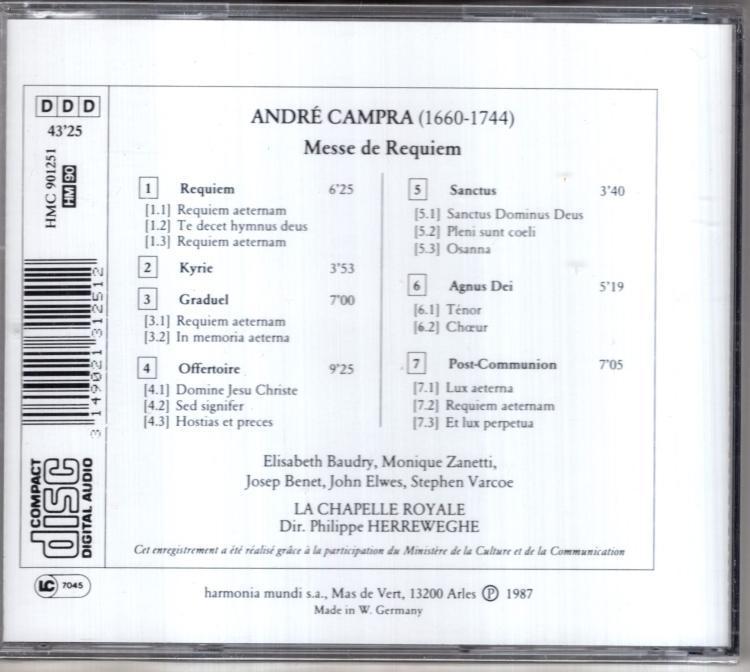 DDD
43'25
HMC 901251
HM 90
3 149021 312512
COMPACT
disc
DIGITAL AUDIO
LC 7045
ANDRÉ CAMPRA (1660-1744)
Messe de Requiem
1 Requiem 6'25
[1.1] Requiem aeternam
[1.2] Te decet hymnus deus
[1.3] Requiem aeternam
2 Kyrie 3'53
3 Graduel 7'00
[3.1] Requiem aeternam
[3.2] In memoria aeterna
4 Offertoire 9'25
[4.1] Domine Jesu Christe
[4.2] Sed signifer
[4.3] Hostias et preces
5 Sanctus 3'40
[5.1] Sanctus Dominus Deus
[5.2] Pleni sunt coeli
[5.3] Osanna
6 Agnus Dei 5'19
[6.1] Ténor
[6.2] Chœur
7 Post-Communion 7'05
[7.1] Lux aeterna
[7.2] Requiem aeternam
[7.3] Et lux perpetua
Elisabeth Baudry, Monique Zanetti,
Josep Benet, John Elwes, Stephen Varcoe
LA CHAPELLE ROYALE
Dir. Philippe HERREWEGHE
Cet enregistrement a été réalisé grâce à la participation du Ministère de la Culture et de la Communication
harmonia mundi s.a., Mas de Vert, 13200 Arles Ⓟ 1987
Made in W. Germany